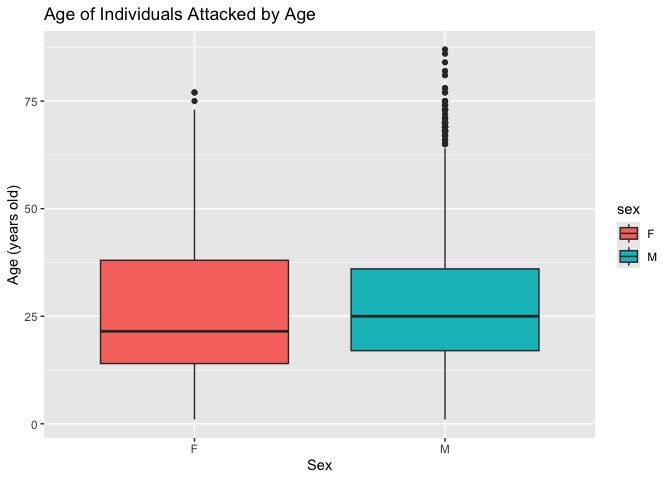 Age of Individuals Attacked by Age
Age (years old)
75
50
25
0
F
M
Sex
sex
F
M